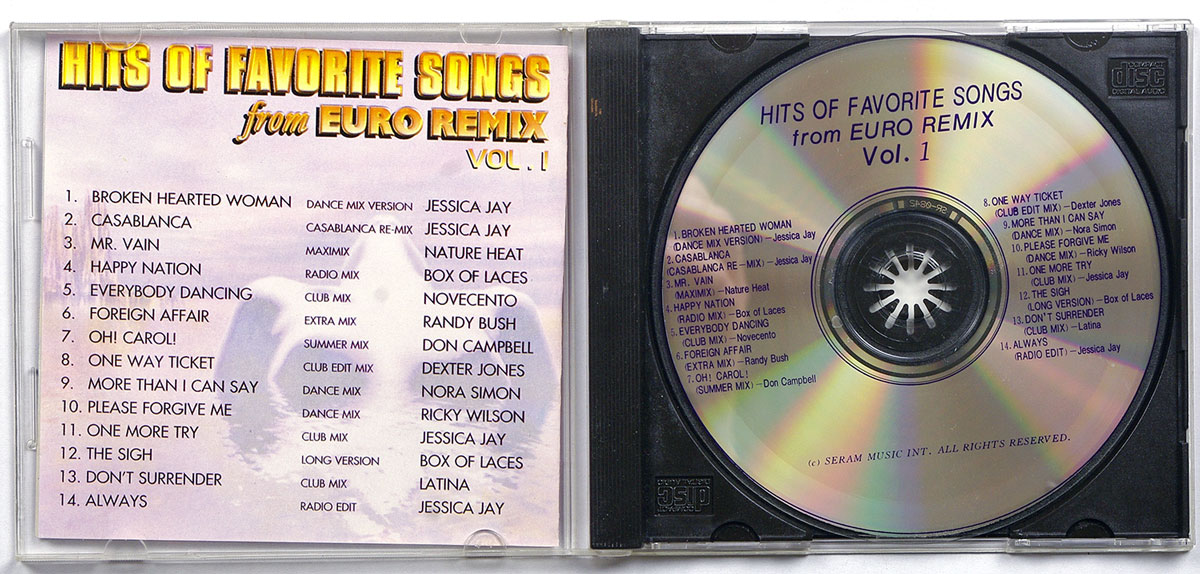 HITS OF FAVORITE SONGS
from EURO REMIX
VOL. 1
1. BROKEN HEARTED WOMAN DANCE MIX VERSION JESSICA JAY
2. CASABLANCA CASABLANCA RE-MIX JESSICA JAY
3. MR. VAIN MAXIMIX NATURE HEAT
4. HAPPY NATION RADIO MIX BOX OF LACES
5. EVERYBODY DANCING CLUB MIX NOVECENTO
6. FOREIGN AFFAIR EXTRA MIX RANDY BUSH
7. OH! CAROL! SUMMER MIX DON CAMPBELL
8. ONE WAY TICKET CLUB EDIT MIX DEXTER JONES
9. MORE THAN I CAN SAY DANCE MIX NORA SIMON
10. PLEASE FORGIVE ME DANCE MIX RICKY WILSON
11. ONE MORE TRY CLUB MIX JESSICA JAY
12. THE SIGH LONG VERSION BOX OF LACES
13. DON'T SURRENDER CLUB MIX LATINA
14. ALWAYS RADIO EDIT JESSICA JAY
HITS OF FAVORITE SONGS
from EURO REMIX
Vol. 1
1. BROKEN HEARTED WOMAN
(DANCE MIX VERSION)—Jessica Jay
2. CASABLANCA
(CASABLANCA RE-MIX)—Jessica Jay
3. MR. VAIN
(MAXIMIX)—Nature Heat
4. HAPPY NATION
(RADIO MIX)—Box of Laces
5. EVERYBODY DANCING
(CLUB MIX)—Novecento
6. FOREIGN AFFAIR
(EXTRA MIX)—Randy Bush
7. OH! CAROL!
(SUMMER MIX)—Don Campbell
8. ONE WAY TICKET
(CLUB EDIT MIX)—Dexter Jones
9. MORE THAN I CAN SAY
(DANCE MIX)—Nora Simon
10. PLEASE FORGIVE ME
(DANCE MIX)—Ricky Wilson
11. ONE MORE TRY
(CLUB MIX)—Jessica Jay
12. THE SIGH
(LONG VERSION)—Box of Laces
13. DON'T SURRENDER
(CLUB MIX)—Latina
14. ALWAYS
(RADIO EDIT)—Jessica Jay
(c) SERAM MUSIC INT. ALL RIGHTS RESERVED.
COMPACT
disc
DIGITAL AUDIO
disc